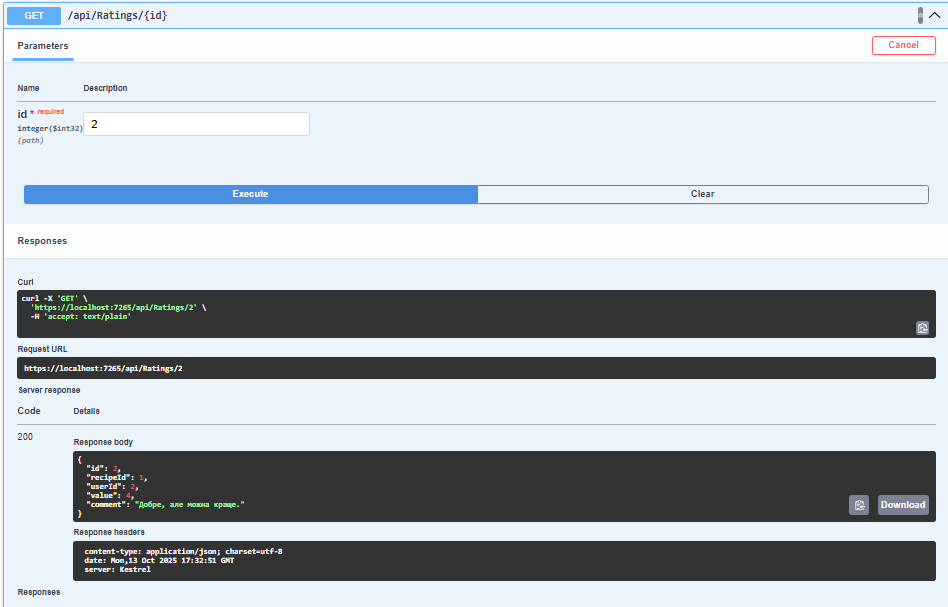 GET /api/Ratings/{id}
Parameters
Cancel
Name Description
id * required
integer($int32)
(path)
2
Execute Clear
Responses
Curl
curl -X 'GET' \
'https://localhost:7265/api/Ratings/2' \
-H 'accept: text/plain'
Request URL
https://localhost:7265/api/Ratings/2
Server response
Code Details
200
Response body
{
"id": 2,
"recipeId": 1,
"userId": 2,
"value": 4,
"comment": "Добре, але можна краще."
}
Download
Response headers
content-type: application/json; charset=utf-8
date: Mon,13 Oct 2025 17:32:51 GMT
server: Kestrel
Responses